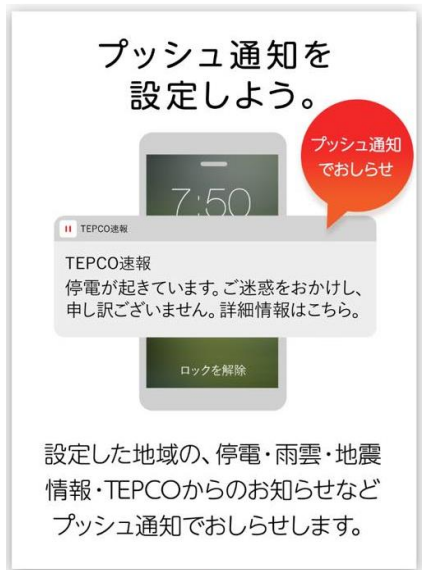 プッシュ通知を
設定しよう。
プッシュ通知
でおしらせ
7:50
TEPCO速報
TEPCO速報
停電が起きています。ご迷惑をおかけし、
申し訳ございません。詳細情報はこちら。
ロックを解除
設定した地域の、停電・雨雲・地震
情報・TEPCOからのお知らせなど
プッシュ通知でおしらせします。